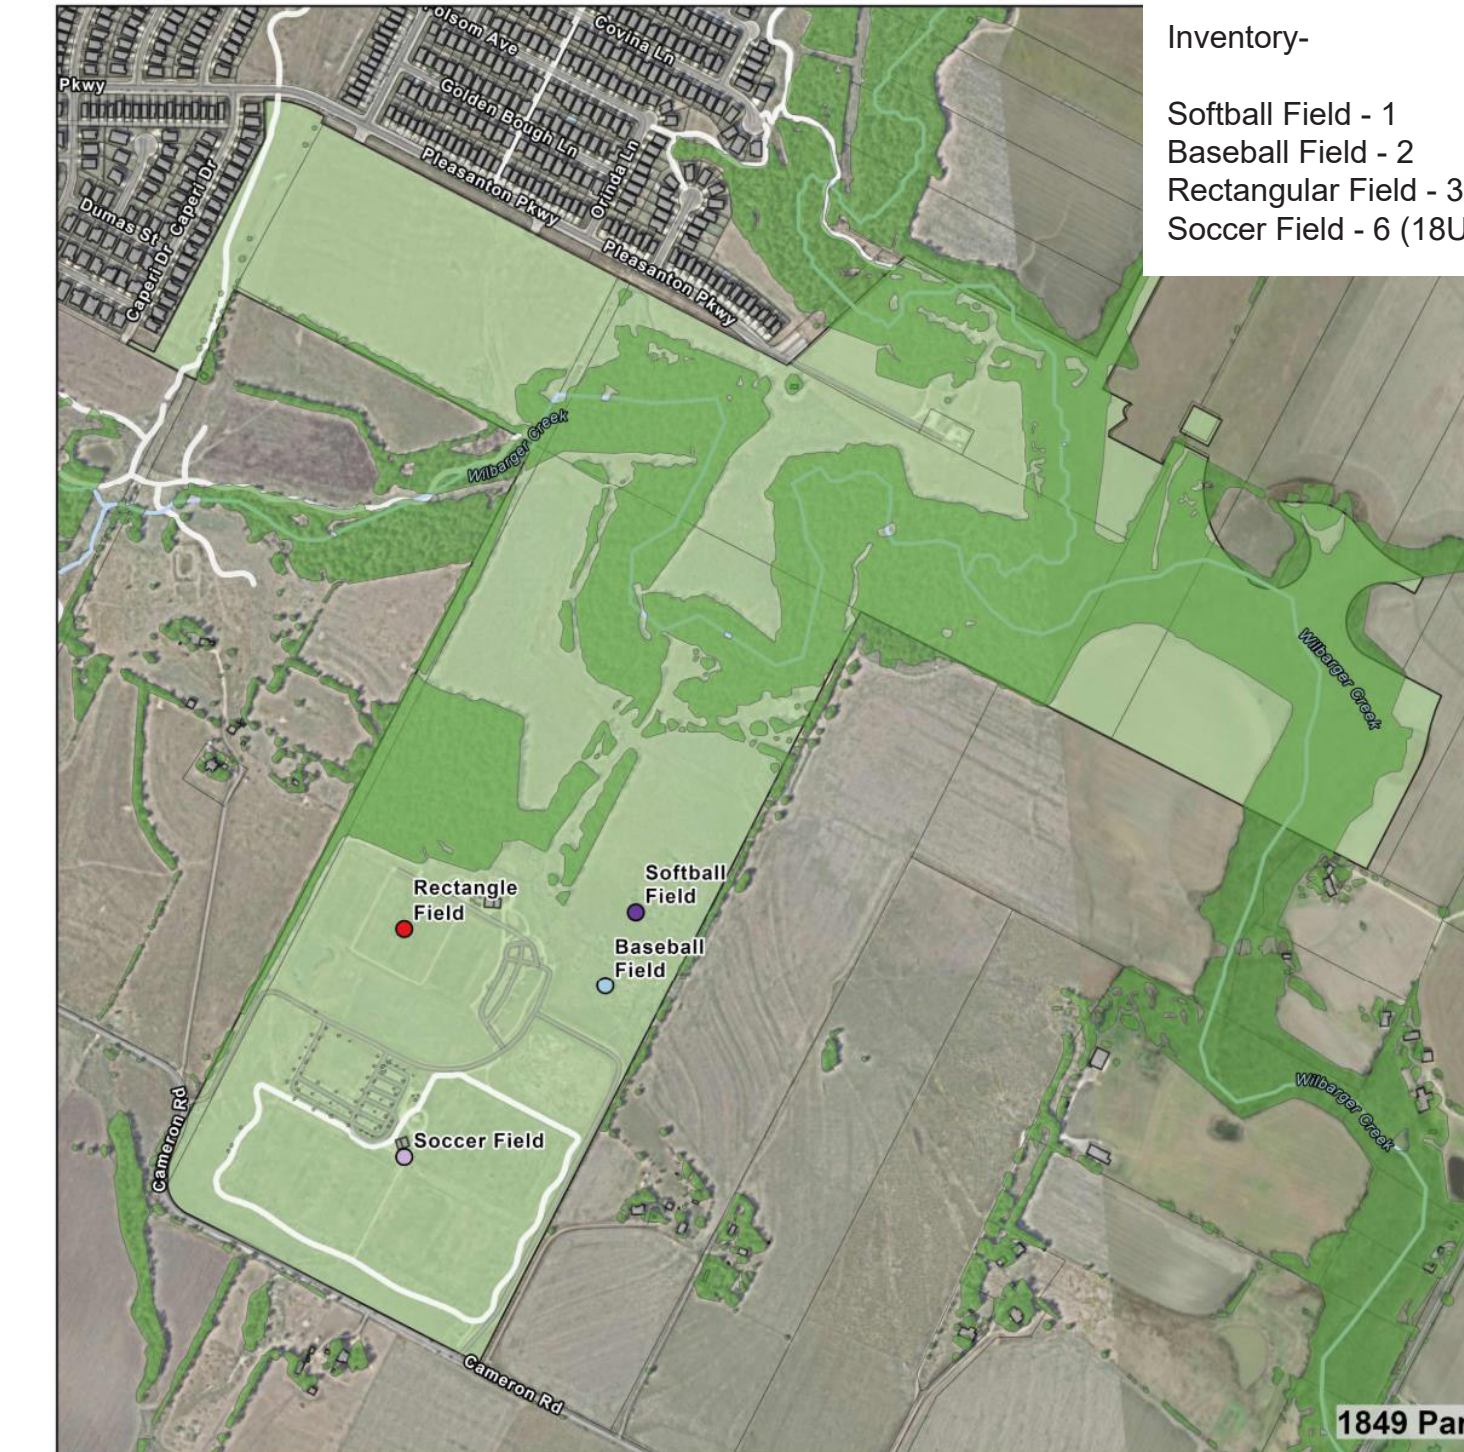 Inventory-
Softball Field - 1
Baseball Field - 2
Rectangular Field - 3
Soccer Field - 6 (18U
Pkwy
Folsom Ave
Covina Ln
Golden Bough Ln
Pleasanton Pkwy
Orinda Ln
Caperi Dr
Dumas St
Caperi Dr
Pleasanton Pkwy
Wilbarger Creek
Wilbarger Creek
Rectangle
Field
Softball
Field
Baseball
Field
Soccer Field
Cameron Rd
Wilbarger Creek
Cameron Rd
1849 Par